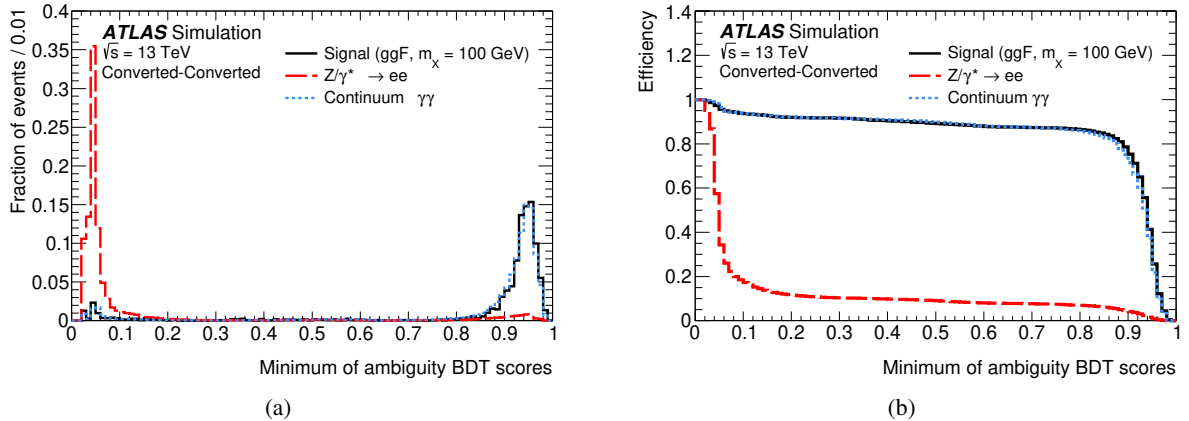 Fraction of events / 0.01
0.4
0.35
0.3
0.25
0.2
0.15
0.1
0.05
0
ATLAS Simulation
√s = 13 TeV
Converted-Converted
Signal (ggF, m_X = 100 GeV)
Z/γ* → ee
Continuum γγ
0 0.1 0.2 0.3 0.4 0.5 0.6 0.7 0.8 0.9 1
Minimum of ambiguity BDT scores
(a)
Efficiency
1.4
1.2
1
0.8
0.6
0.4
0.2
0
ATLAS Simulation
√s = 13 TeV
Converted-Converted
Signal (ggF, m_X = 100 GeV)
Z/γ* → ee
Continuum γγ
0 0.1 0.2 0.3 0.4 0.5 0.6 0.7 0.8 0.9 1
Minimum of ambiguity BDT scores
(b)